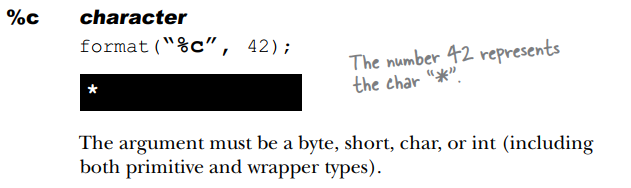 %c character
format("%c", 42);
The number 42 represents
the char "*".
*
The argument must be a byte, short, char, or int (including
both primitive and wrapper types).